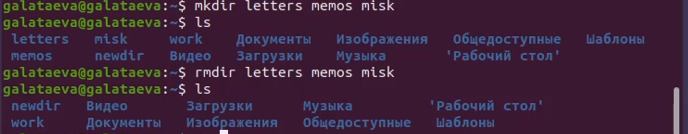 galataeva@galataeva:~$ mkdir letters memos misk
galataeva@galataeva:~$ ls
letters misk work Документы Изображения Общедоступные Шаблоны
memos newdir Видео Загрузки Музыка 'Рабочий стол'
galataeva@galataeva:~$ rmdir letters memos misk
galataeva@galataeva:~$ ls
newdir Видео Загрузки Музыка 'Рабочий стол'
work Документы Изображения Общедоступные Шаблоны